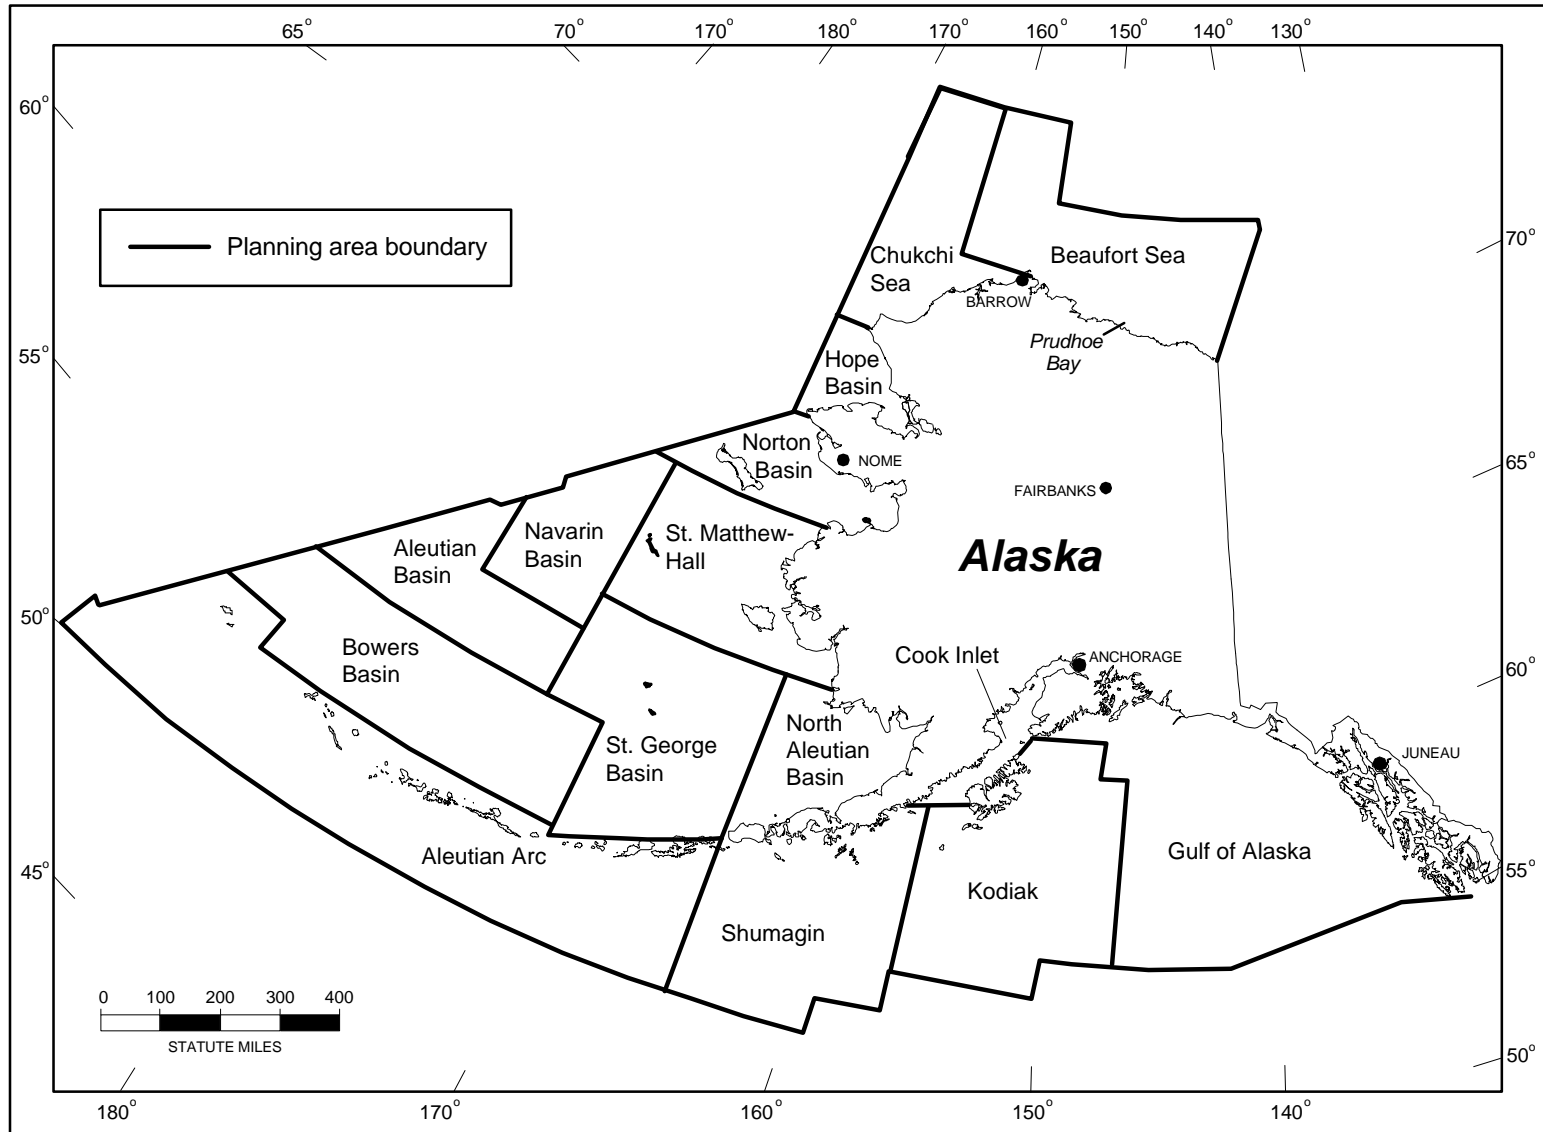 65°
70°
170°
180°
170°
160°
150°
140°
130°
60°
55°
50°
45°
70°
65°
60°
55°
50°
180°
170°
160°
150°
140°
Planning area boundary
Chukchi
Sea
Beaufort Sea
BARROW
Prudhoe
Bay
Hope
Basin
Norton
Basin
NOME
FAIRBANKS
Alaska
Navarin
Basin
St. Matthew-
Hall
Aleutian
Basin
Bowers
Basin
Cook Inlet
ANCHORAGE
St. George
Basin
North
Aleutian
Basin
JUNEAU
Aleutian Arc
Gulf of Alaska
Kodiak
Shumagin
0 100 200 300 400
STATUTE MILES